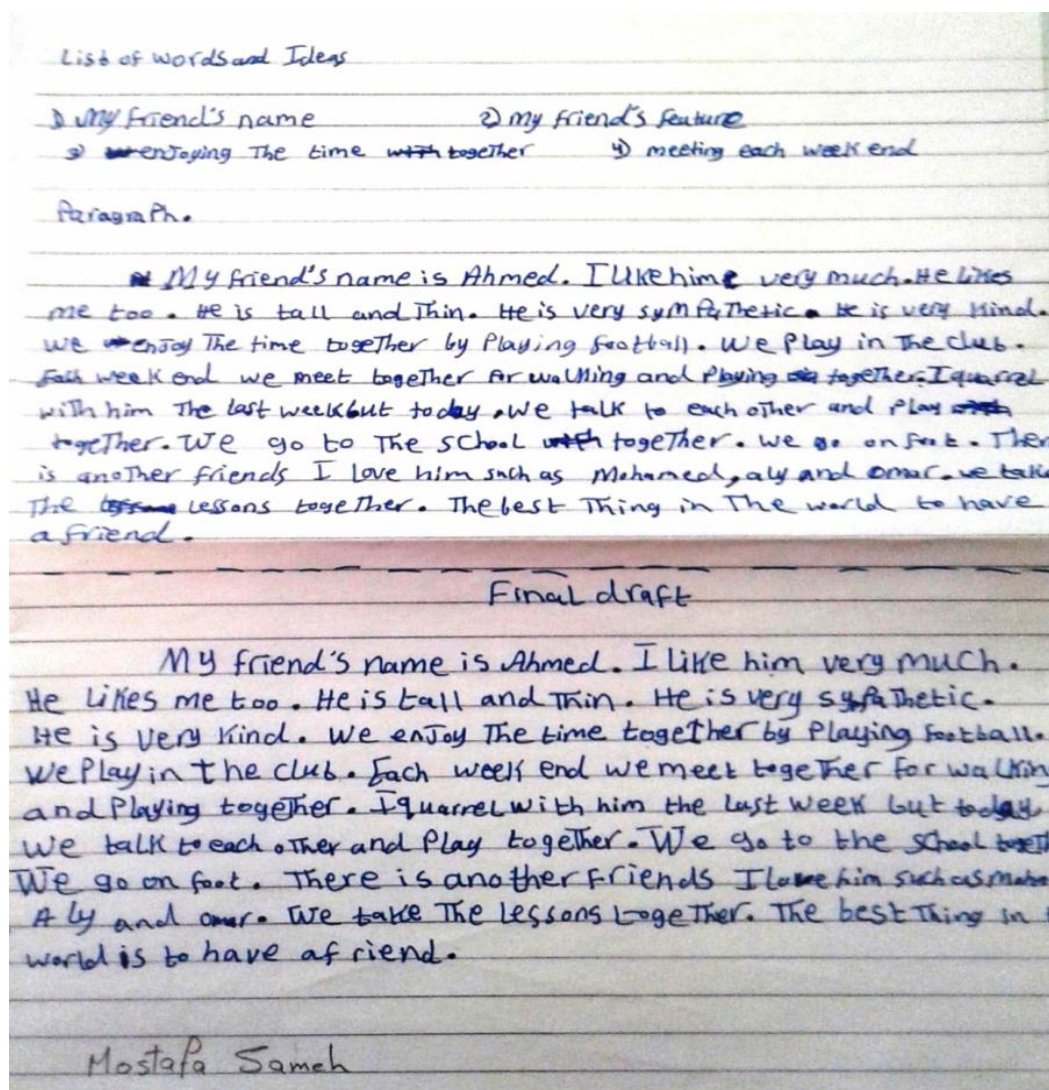 List of words and Ideas
1) My friend's name 2) my friend's feature
3) enjoying The time together 4) meeting each week end
Paragraph.
My friend's name is Ahmed. I like hime very much. He likes
me too. He is tall and Thin. He is very sympathetic. He is very kind.
we enjoy The time together by Playing football. we Play in The club.
Each week end we meet together for walking and Playing together. I quarrel
with him The last week but today. we talk to each other and Play
together. We go to The school together. we go on foot. Ther
is another friends I love him such as Mohamed, aly and omar. we take
The Lessons together. The best Thing in The world to have
a friend.
Final draft
My friend's name is Ahmed. I like him very much.
He Likes me too. He is tall and Thin. He is very sypathetic.
He is very kind. We enjoy The time together by Playing football.
We Play in the club. Each week end we meet together for walkin
and Playing together. I quarrel with him the last week but today
We talk to each other and Play together. We go to the school togeth
We go on foot. There is another friends I love him such as Moha
Aly and omar. We take The Lessons together. The best Thing in
world is to have a friend.
Mostafa Sameh